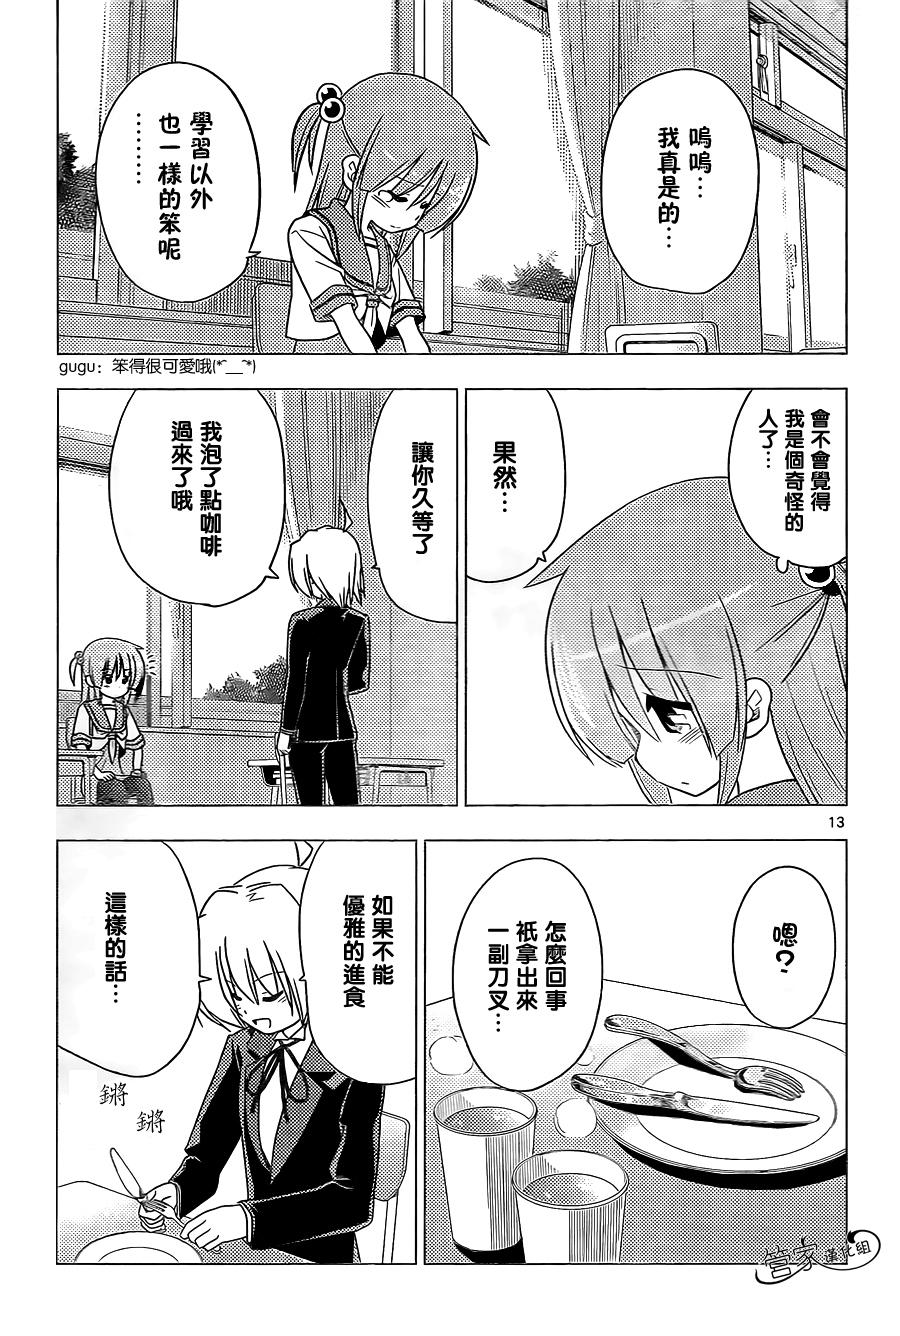 嗚嗚…
我真是的…
學習以外
也一樣的笨呢
………
gugu：笨得很可愛哦(*^__^*)
會不會覺得
我是個奇怪的
人了…
果然…
讓你久等了
我泡了點咖啡
過來了哦
13
嗯？
怎麼回事
衹拿出來
一副刀叉…
如果不能
優雅的進食
這樣的話…
鏘
鏘
管家漢化組